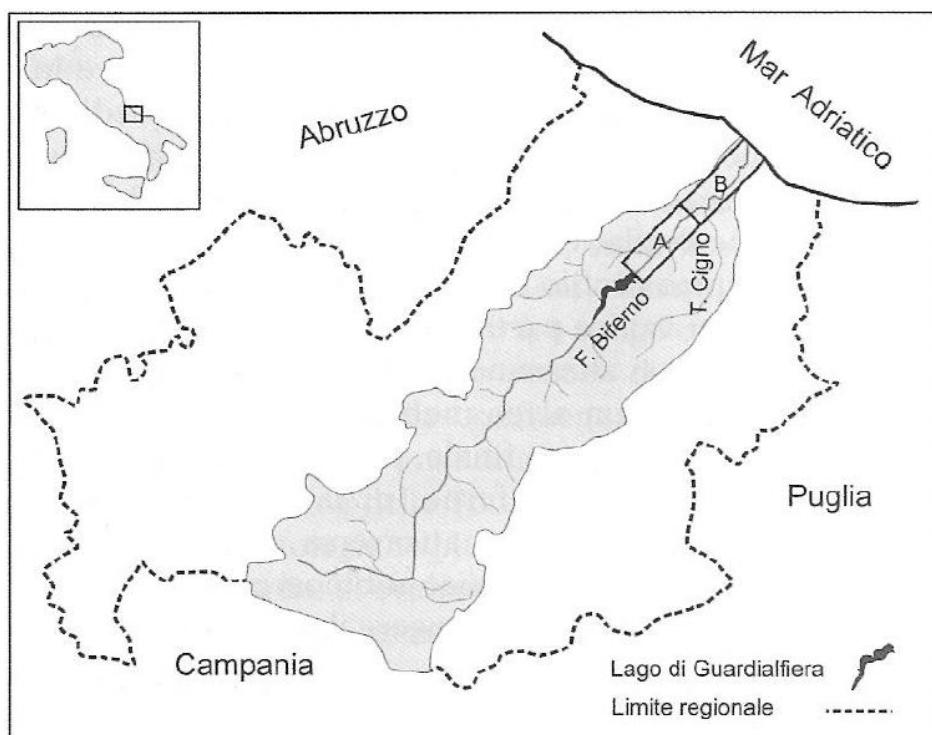 Mar Adriatico
Abruzzo
B
A
T. Cigno
F. Biferno
Puglia
Campania
Lago di Guardialfiera
Limite regionale